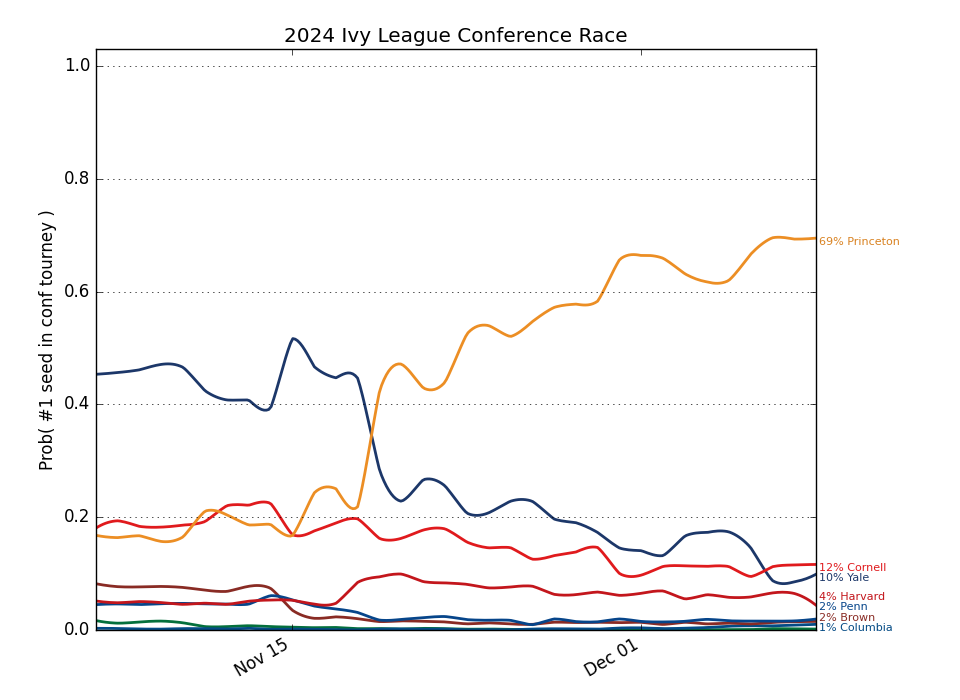 2024 Ivy League Conference Race
Prob( #1 seed in conf tourney )
1.0
0.8
0.6
0.4
0.2
0.0
Nov 15
Dec 01
69% Princeton
12% Cornell
10% Yale
4% Harvard
2% Penn
2% Brown
1% Columbia